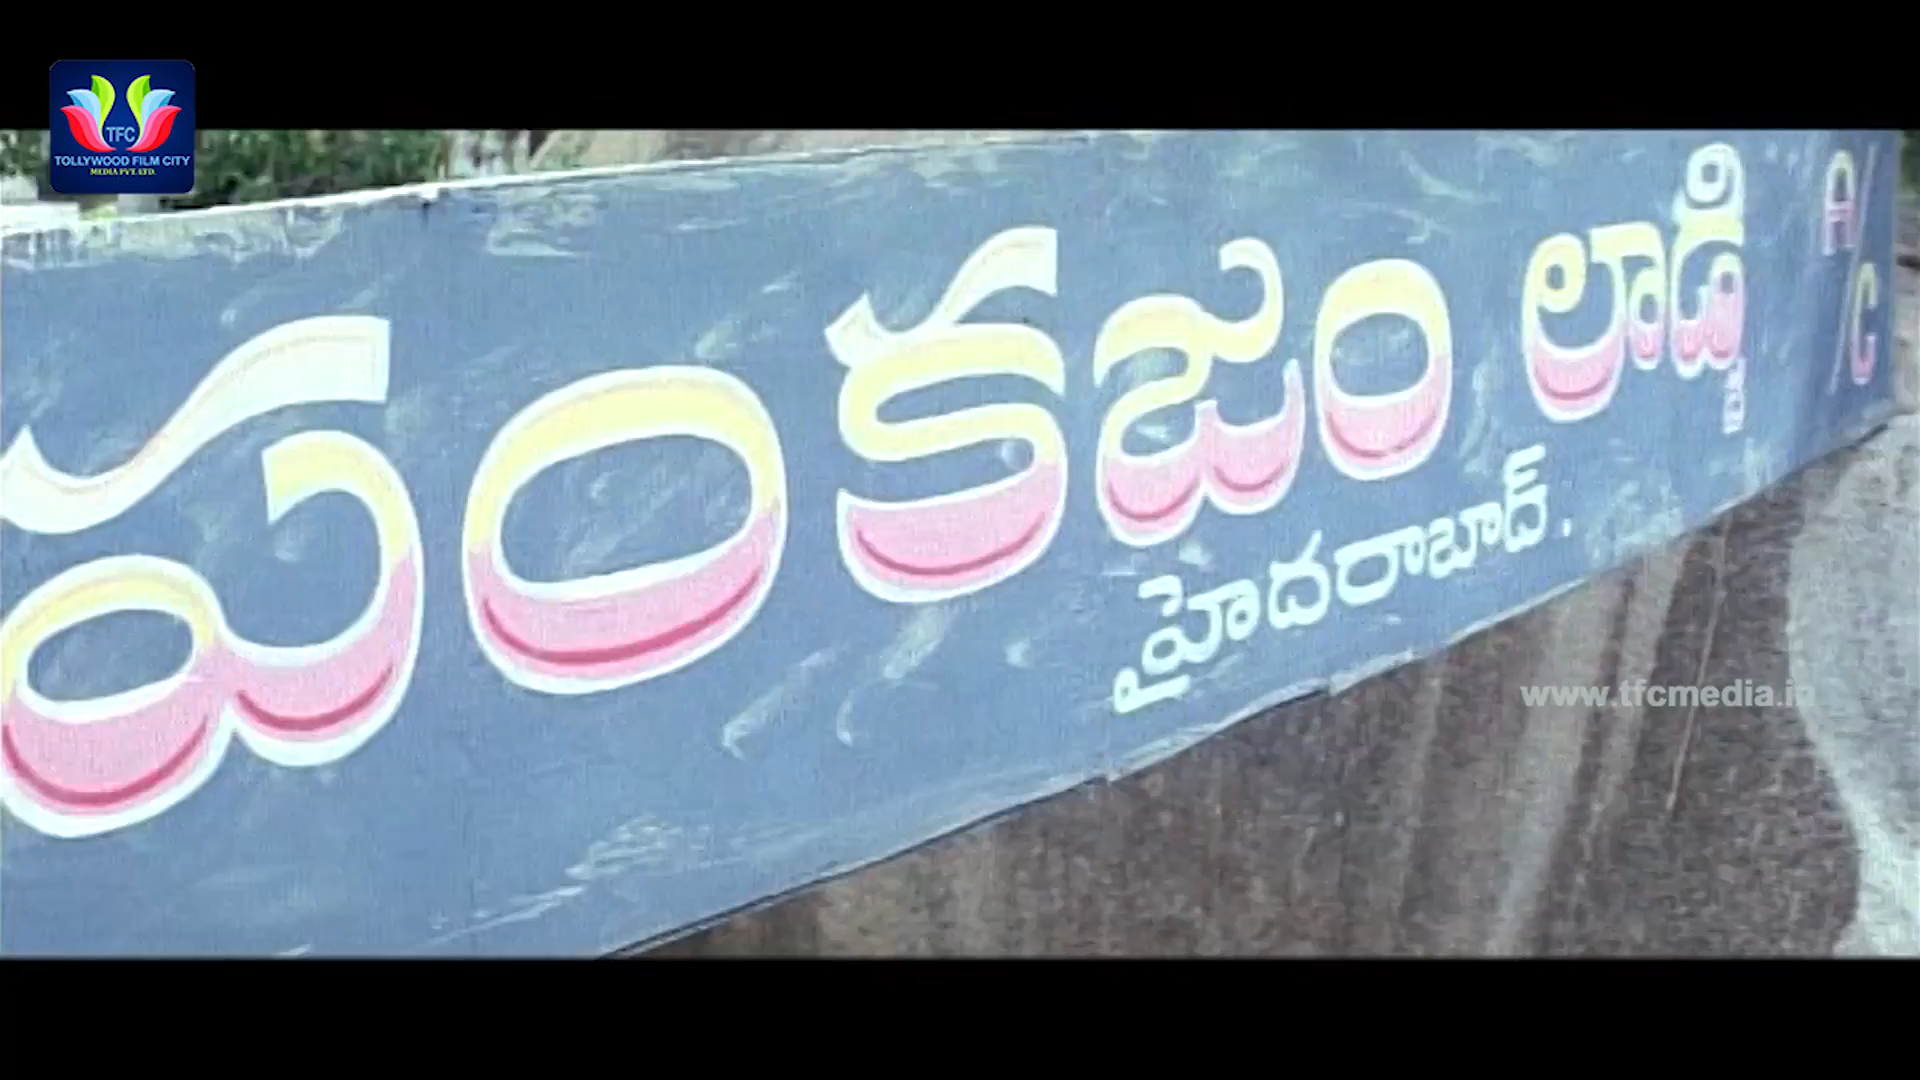 TFC
TOLLYWOOD FILM CITY
MEDIA PVT. LTD.
పంకజం లాడ్జి A/C
హైదరాబాద్.
www.tfcmedia.in